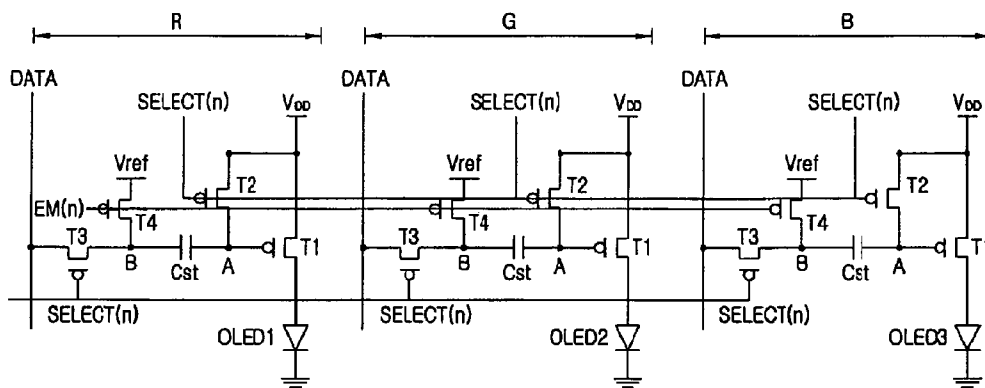 R G B
DATA DATA DATA
SELECT(n) VDD SELECT(n) VDD SELECT(n) VDD
Vref Vref Vref
T2 T2 T2
EM(n)
T4 T4 T4
T3 T1 T3 T1 T3 T1
B A B A B A
Cst Cst Cst
SELECT(n) SELECT(n) SELECT(n)
OLED1 OLED2 OLED3